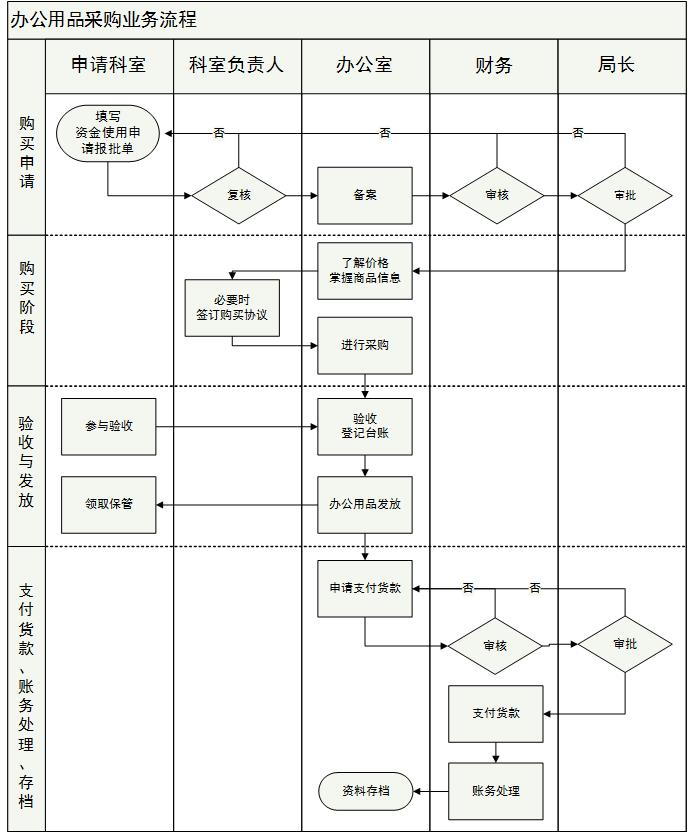 办公用品采购业务流程
申请科室
科室负责人
办公室
财务
局长
购买申请
填写
资金使用申
请报批单
否
否
否
复核
备案
审核
审批
购买阶段
了解价格
掌握商品信息
必要时
签订购买协议
进行采购
验收与发放
参与验收
验收
登记台账
领取保管
办公用品发放
支付货款、账务处理、存档
申请支付货款
否
否
审核
审批
支付货款
资料存档
账务处理